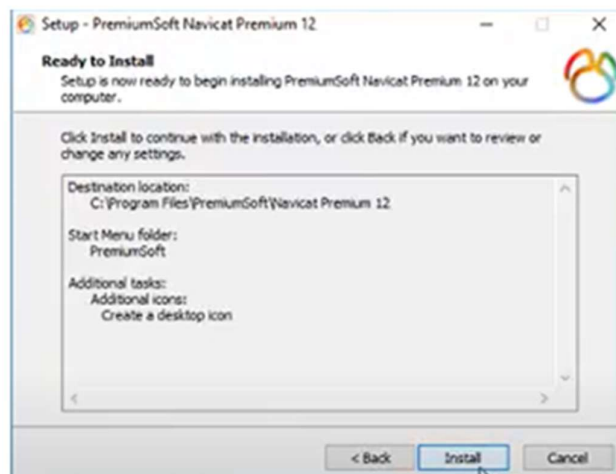 Setup - PremiumSoft Navicat Premium 12
Ready to Install
Setup is now ready to begin installing PremiumSoft Navicat Premium 12 on your
computer.
Click Install to continue with the installation, or click Back if you want to review or
change any settings.
Destination location:
C:\Program Files\PremiumSoft\Navicat Premium 12
Start Menu folder:
PremiumSoft
Additional tasks:
Additional icons:
Create a desktop icon
< Back
Install
Cancel